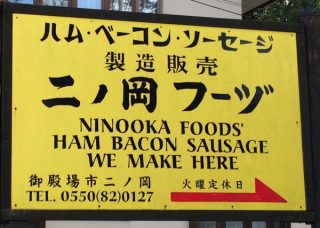 ハム・ベーコン・ソーセージ
製造販売
二ノ岡フーヅ
NINOOKA FOODS'
HAM BACON SAUSAGE
WE MAKE HERE
御殿場市二ノ岡 火曜定休日
TEL. 0550(82)0127